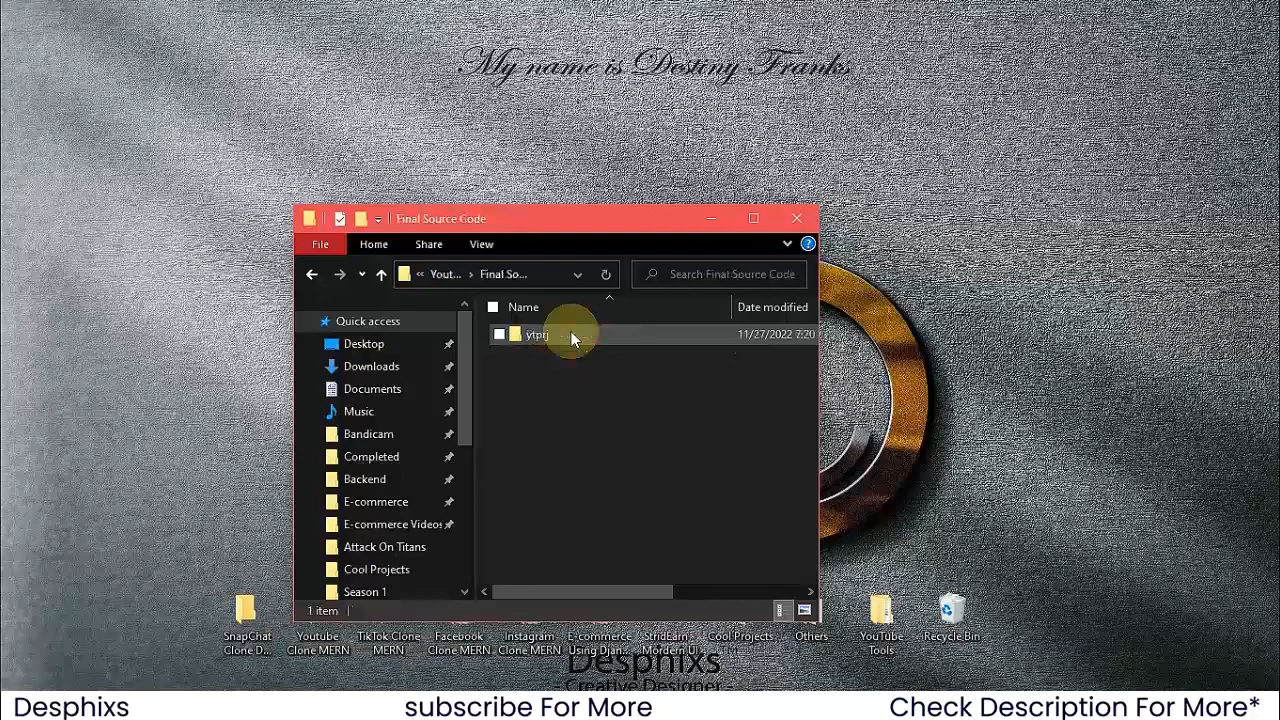 My name is Destiny Franks
Final Source Code
File Home Share View
« Yout... › Final So... Search Final Source Code
Name Date modified
Quick access
ytprj 11/27/2022 7:20
Desktop
Downloads
Documents
Music
Bandicam
Completed
Backend
E-commerce
E-commerce Videos
Attack On Titans
Cool Projects
Season 1
1 item
SnapChat Youtube TikTok Clone Facebook Instagram E-commerce Cool Projects Others YouTube Recycle Bin
Clone D... Clone MERN MERN Clone MERN Clone MERN Using Djan... Tools
Desphixs
Creative Designer
Desphixs subscribe For More Check Description For More*